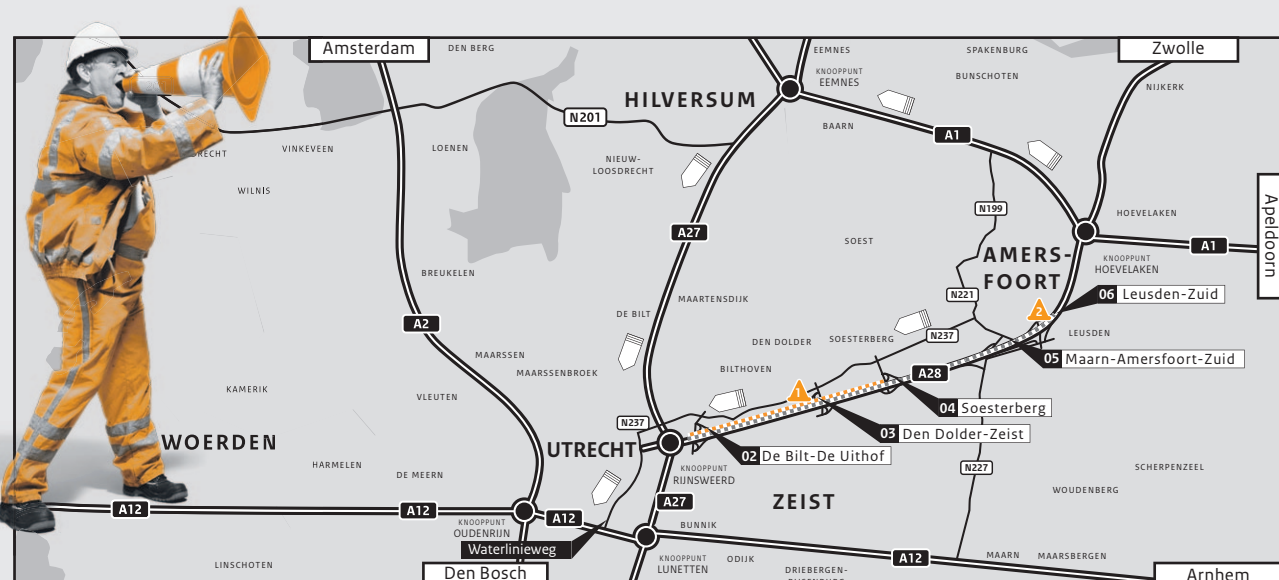 Amsterdam
DEN BERG
EEMNES
SPAKENBURG
Zwolle
KNOOPPUNT
EEMNES
BUNSCHOTEN
NIJKERK
HILVERSUM
N201
BAARN
A1
VINKEVEEN
LOENEN
NIEUW-
LOOSDRECHT
WILNIS
N199
HOEVELAKEN
Apeldoorn
A27
SOEST
A1
AMERS-
FOORT
KNOOPPUNT
HOEVELAKEN
BREUKELEN
MAARTENSDIJK
N221
06 Leusden-Zuid
2
DE BILT
A2
LEUSDEN
DEN DOLDER
SOESTERBERG
N237
MAARSSEN
MAARSSENBROEK
BILTHOVEN
A28
05 Maarn-Amersfoort-Zuid
KAMERIK
VLEUTEN
1
04 Soesterberg
N237
03 Den Dolder-Zeist
WOERDEN
UTRECHT
02 De Bilt-De Uithof
HARMELEN
DE MEERN
KNOOPPUNT
RIJNSWEERD
N227
SCHERPENZEEL
WOUDENBERG
ZEIST
A27
A12
A12
A12
KNOOPPUNT
OUDENRIJN
BUNNIK
Waterlinieweg
KNOOPPUNT
LUNETTEN
ODIJK
A12
MAARN
MAARSBERGEN
LINSCHOTEN
Den Bosch
DRIEBERGEN-
Arnhem